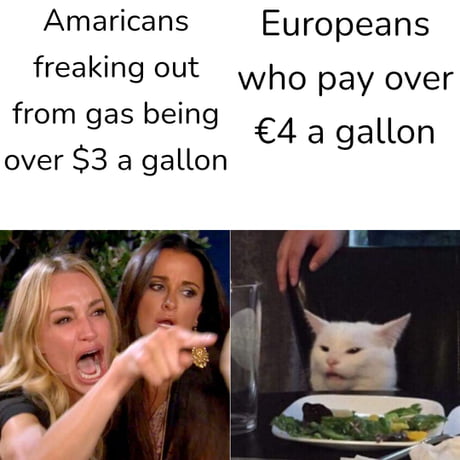 Amaricans
freaking out
from gas being
over $3 a gallon
Europeans
who pay over
€4 a gallon